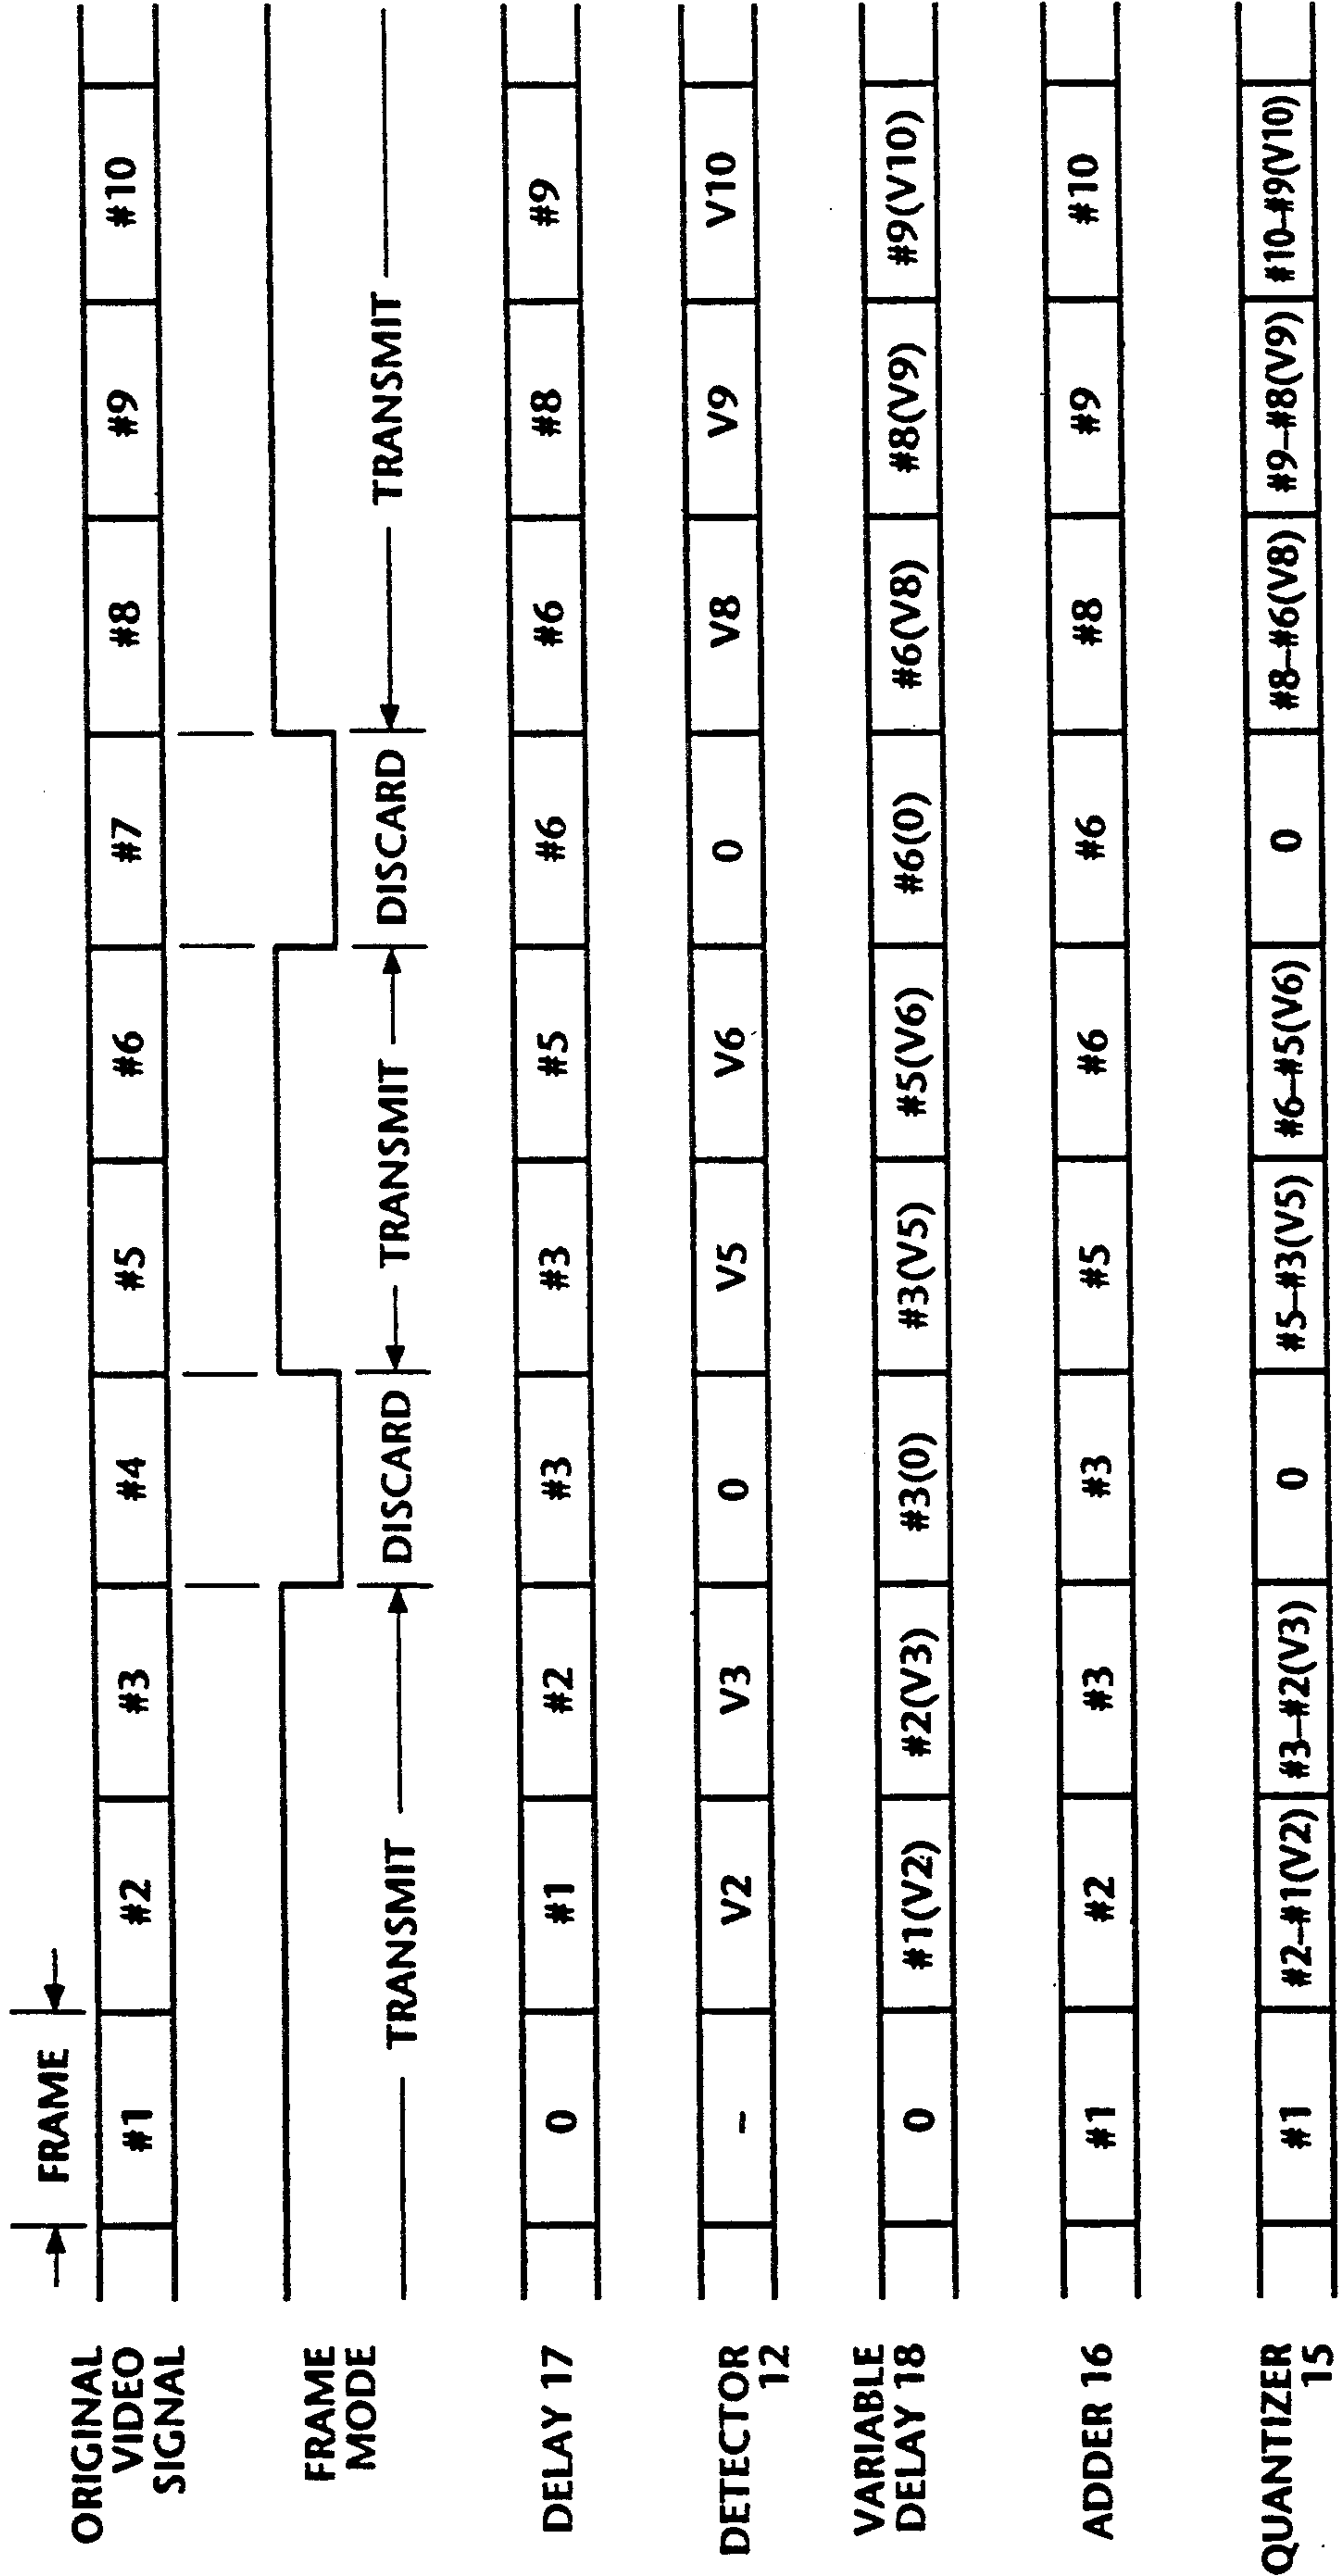 FRAME
ORIGINAL
VIDEO
SIGNAL
#1 #2 #3 #4 #5 #6 #7 #8 #9 #10
FRAME
MODE
TRANSMIT DISCARD TRANSMIT DISCARD TRANSMIT
DELAY 17
0 #1 #2 #3 #3 #5 #6 #6 #8 #9
DETECTOR
12
- V2 V3 0 V5 V6 0 V8 V9 V10
VARIABLE
DELAY 18
0 #1(V2) #2(V3) #3(0) #3(V5) #5(V6) #6(0) #6(V8) #8(V9) #9(V10)
ADDER 16
#1 #2 #3 #3 #5 #6 #6 #8 #9 #10
QUANTIZER
15
#1 #2-#1(V2) #3-#2(V3) 0 #5-#3(V5) #6-#5(V6) 0 #8-#6(V8) #9-#8(V9) #10-#9(V10)